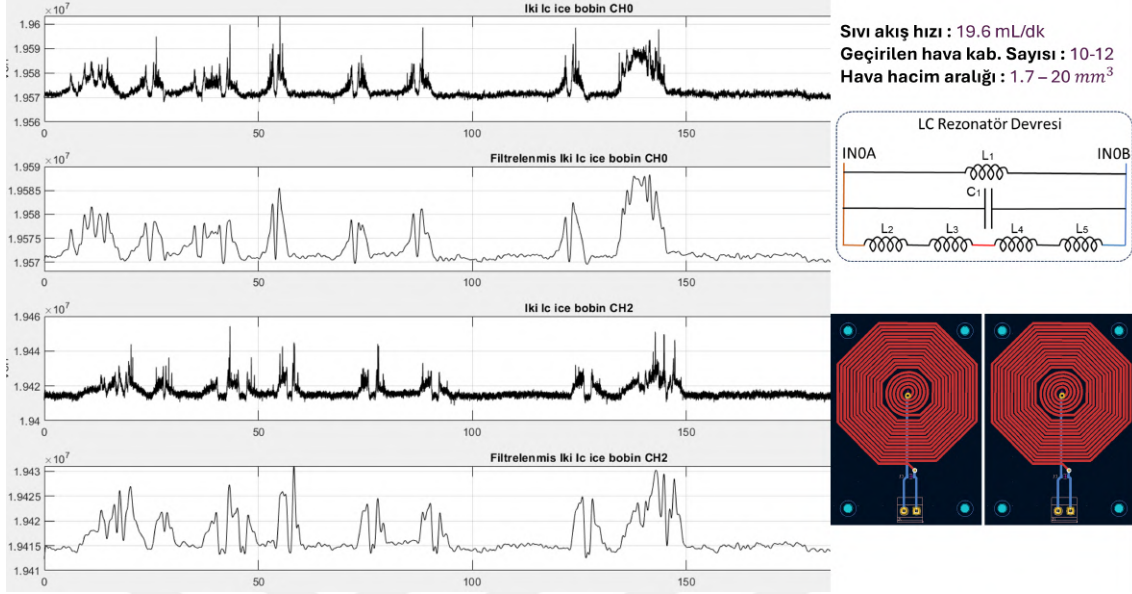 Iki Ic ice bobin CH0
×10⁷
1.96
1.959
1.958
1.957
1.956
0 50 100 150
Filtrelenmis Iki Ic ice bobin CH0
×10⁷
1.959
1.9585
1.958
1.9575
1.957
0 50 100 150
Iki Ic ice bobin CH2
×10⁷
1.946
1.944
1.942
1.94
0 50 100 150
Filtrelenmis Iki Ic ice bobin CH2
×10⁷
1.943
1.9425
1.942
1.9415
1.941
0 50 100 150
Sıvı akış hızı : 19.6 mL/dk
Geçirilen hava kab. Sayısı : 10-12
Hava hacim aralığı : 1.7 – 20 mm³
LC Rezonatör Devresi
IN0A L1 IN0B
C1
L2 L3 L4 L5